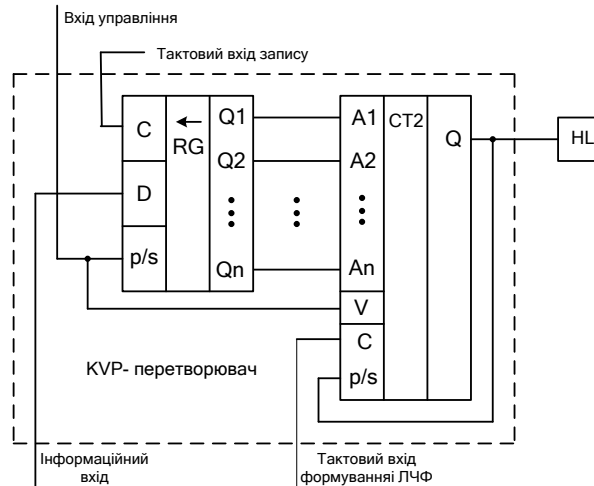 Вхід управління
Тактовий вхід запису
C
D
p/s
RG
Q1
Q2
Qn
A1
A2
An
V
C
p/s
CT2
Q
HL
KVP- перетворювач
Інформаційний
вхід
Тактовий вхід
формуванняі ЛЧФ